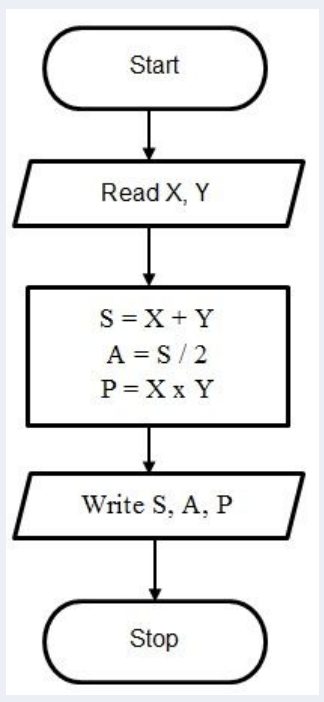 Start
Read X, Y
S = X + Y
A = S / 2
P = X x Y
Write S, A, P
Stop